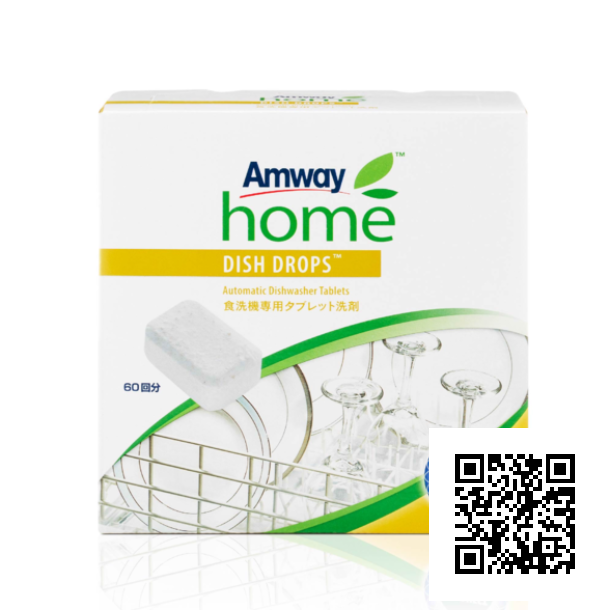 Amway
home™
DISH DROPS™
Automatic Dishwasher Tablets
食洗機専用タブレット洗剤
60回分